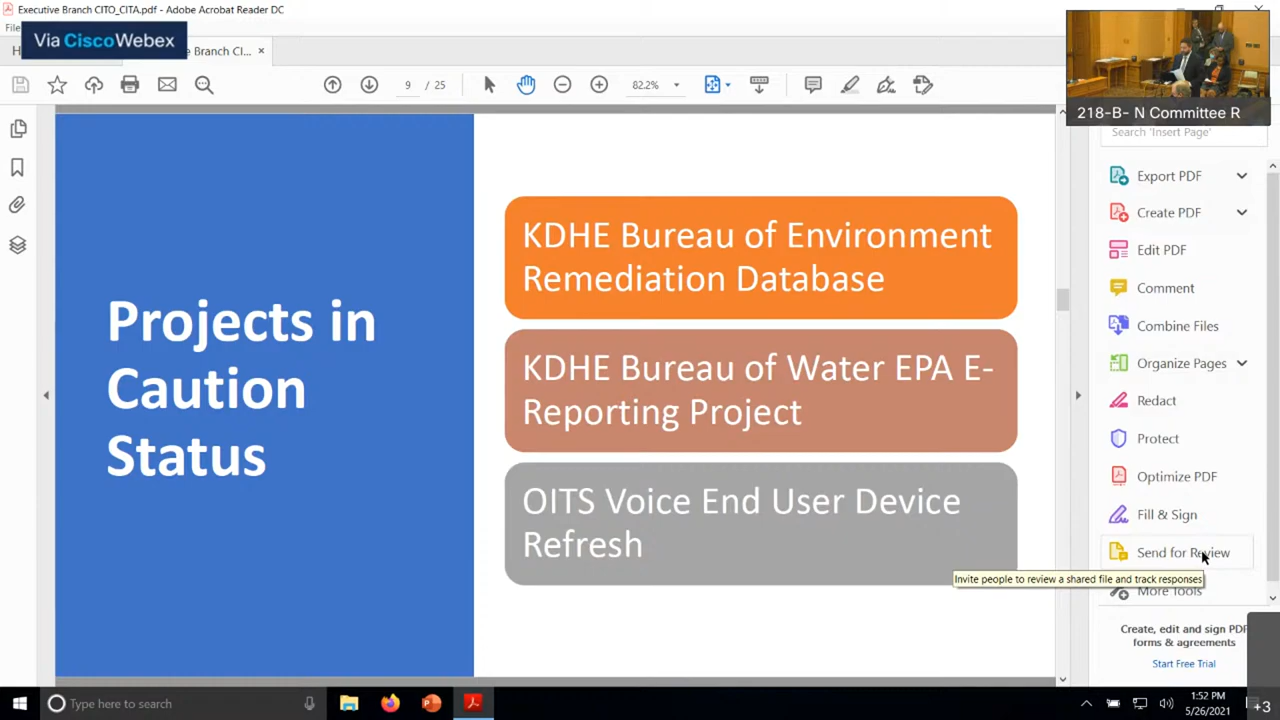 Executive Branch CITO_CITA.pdf - Adobe Acrobat Reader DC
Via CiscoWebex
e Branch CI...
9 / 25
82.2%
218-B- N Committee R
Search 'Insert Page'
Projects in
Caution
Status
KDHE Bureau of Environment
Remediation Database
KDHE Bureau of Water EPA E-
Reporting Project
OITS Voice End User Device
Refresh
Export PDF
Create PDF
Edit PDF
Comment
Combine Files
Organize Pages
Redact
Protect
Optimize PDF
Fill & Sign
Send for Review
Invite people to review a shared file and track responses
More Tools
Create, edit and sign PDF
forms & agreements
Start Free Trial
Type here to search
1:52 PM
5/26/2021
+3